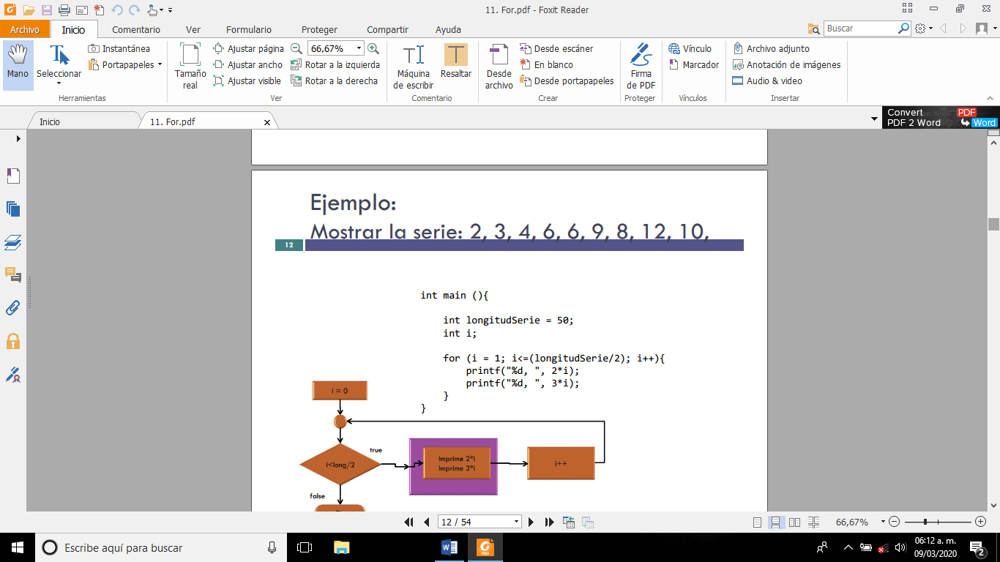 11. For.pdf - Foxit Reader
Archivo Inicio Comentario Ver Formulario Proteger Compartir Ayuda Buscar
Mano
Seleccionar
Instantánea
Portapapeles
Herramientas
Tamaño
real
Ajustar página
Ajustar ancho
Ajustar visible
66,67%
Rotar a la izquierda
Rotar a la derecha
Ver
Máquina
de escribir
Resaltar
Comentario
Desde
archivo
Desde escáner
En blanco
Desde portapapeles
Crear
Firma
de PDF
Proteger
Vínculo
Marcador
Vínculos
Archivo adjunto
Anotación de imágenes
Audio & video
Insertar
Inicio 11. For.pdf
Convert PDF
PDF 2 Word Word
Ejemplo:
Mostrar la serie: 2, 3, 4, 6, 6, 9, 8, 12, 10,
12
int main (){
int longitudSerie = 50;
int i;
for (i = 1; i<=(longitudSerie/2); i++){
printf("%d, ", 2*i);
printf("%d, ", 3*i);
}
}
i = 0
true
i<long/2
Imprime 2*i
Imprime 3*i
i++
false
12 / 54
66,67%
Escribe aquí para buscar
PDF
06:12 a. m.
09/03/2020
2